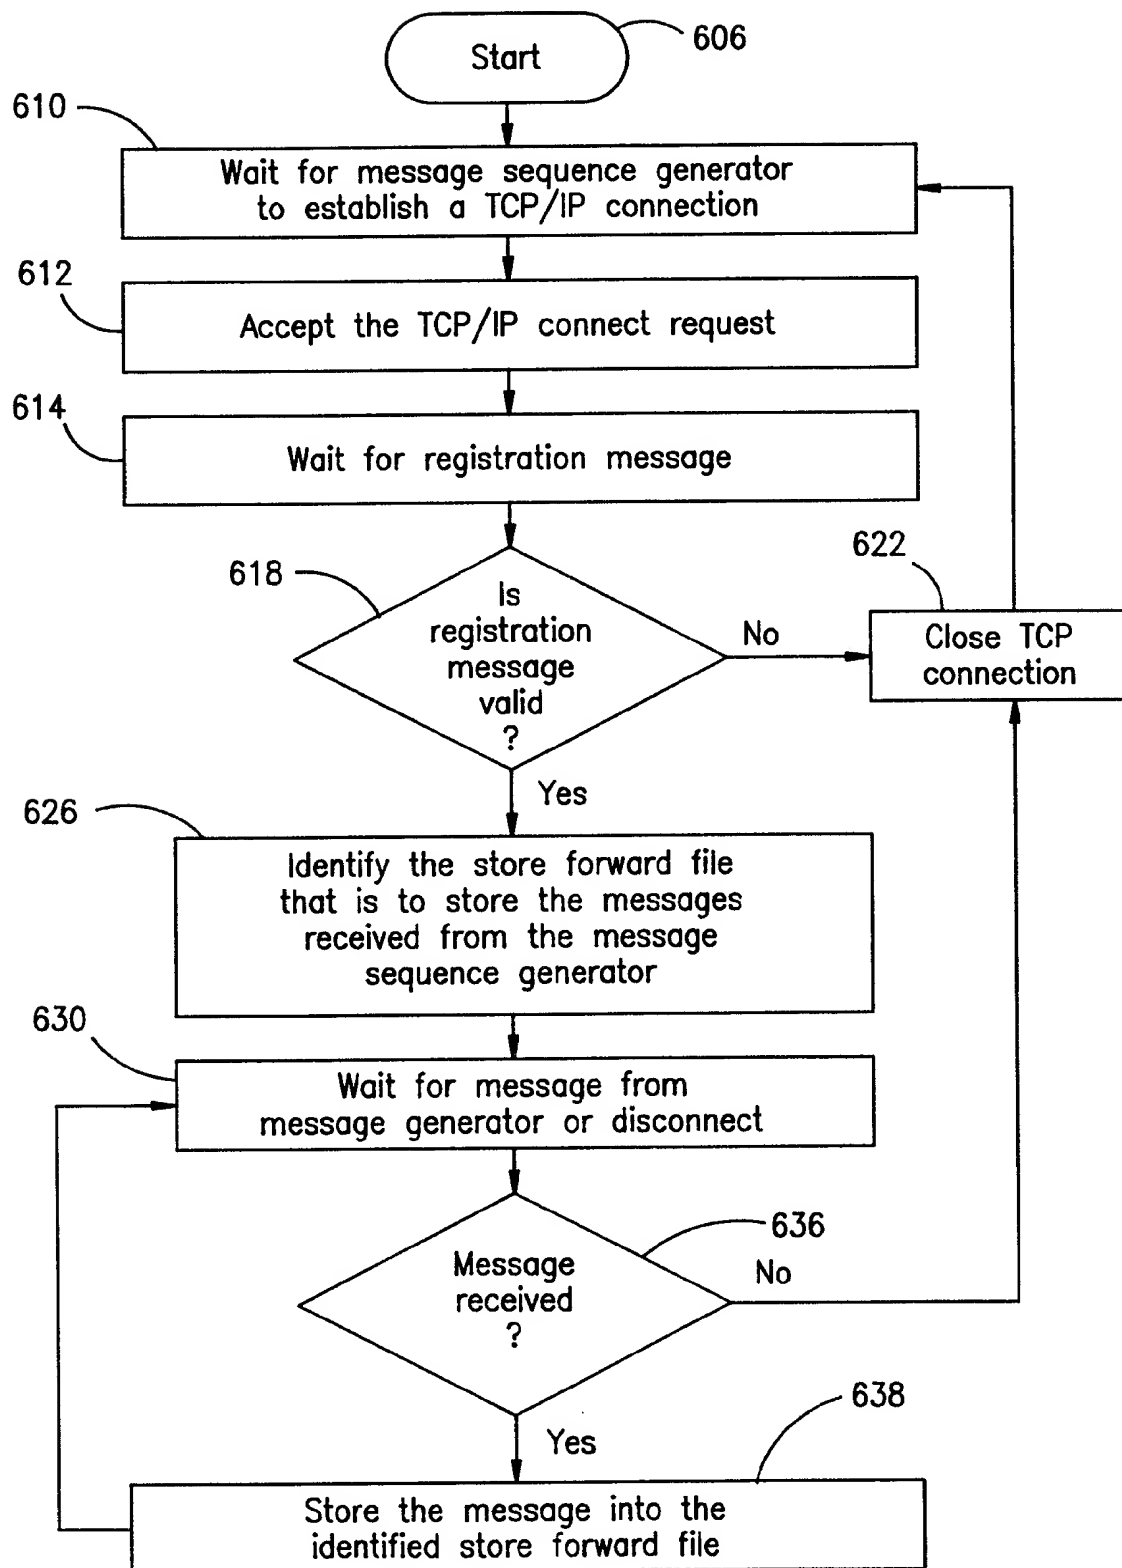 Start
606
610
Wait for message sequence generator
to establish a TCP/IP connection
612
Accept the TCP/IP connect request
614
Wait for registration message
618
Is
registration
message
valid
?
No
622
Close TCP
connection
Yes
626
Identify the store forward file
that is to store the messages
received from the message
sequence generator
630
Wait for message from
message generator or disconnect
636
Message
received
?
No
Yes
638
Store the message into the
identified store forward file